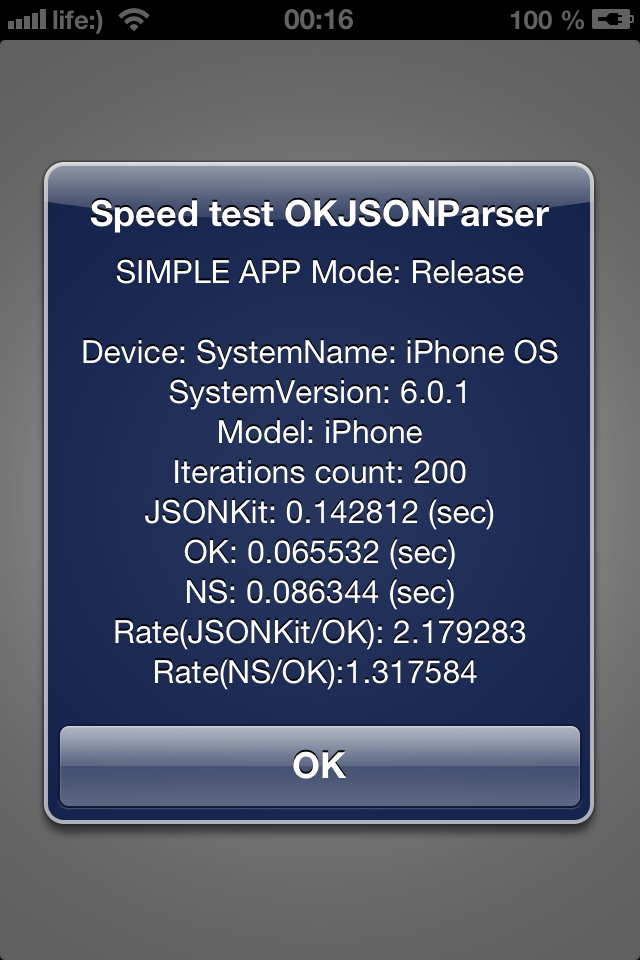 life:) 00:16 100 %
Speed test OKJSONParser
SIMPLE APP Mode: Release
Device: SystemName: iPhone OS
SystemVersion: 6.0.1
Model: iPhone
Iterations count: 200
JSONKit: 0.142812 (sec)
OK: 0.065532 (sec)
NS: 0.086344 (sec)
Rate(JSONKit/OK): 2.179283
Rate(NS/OK):1.317584
OK